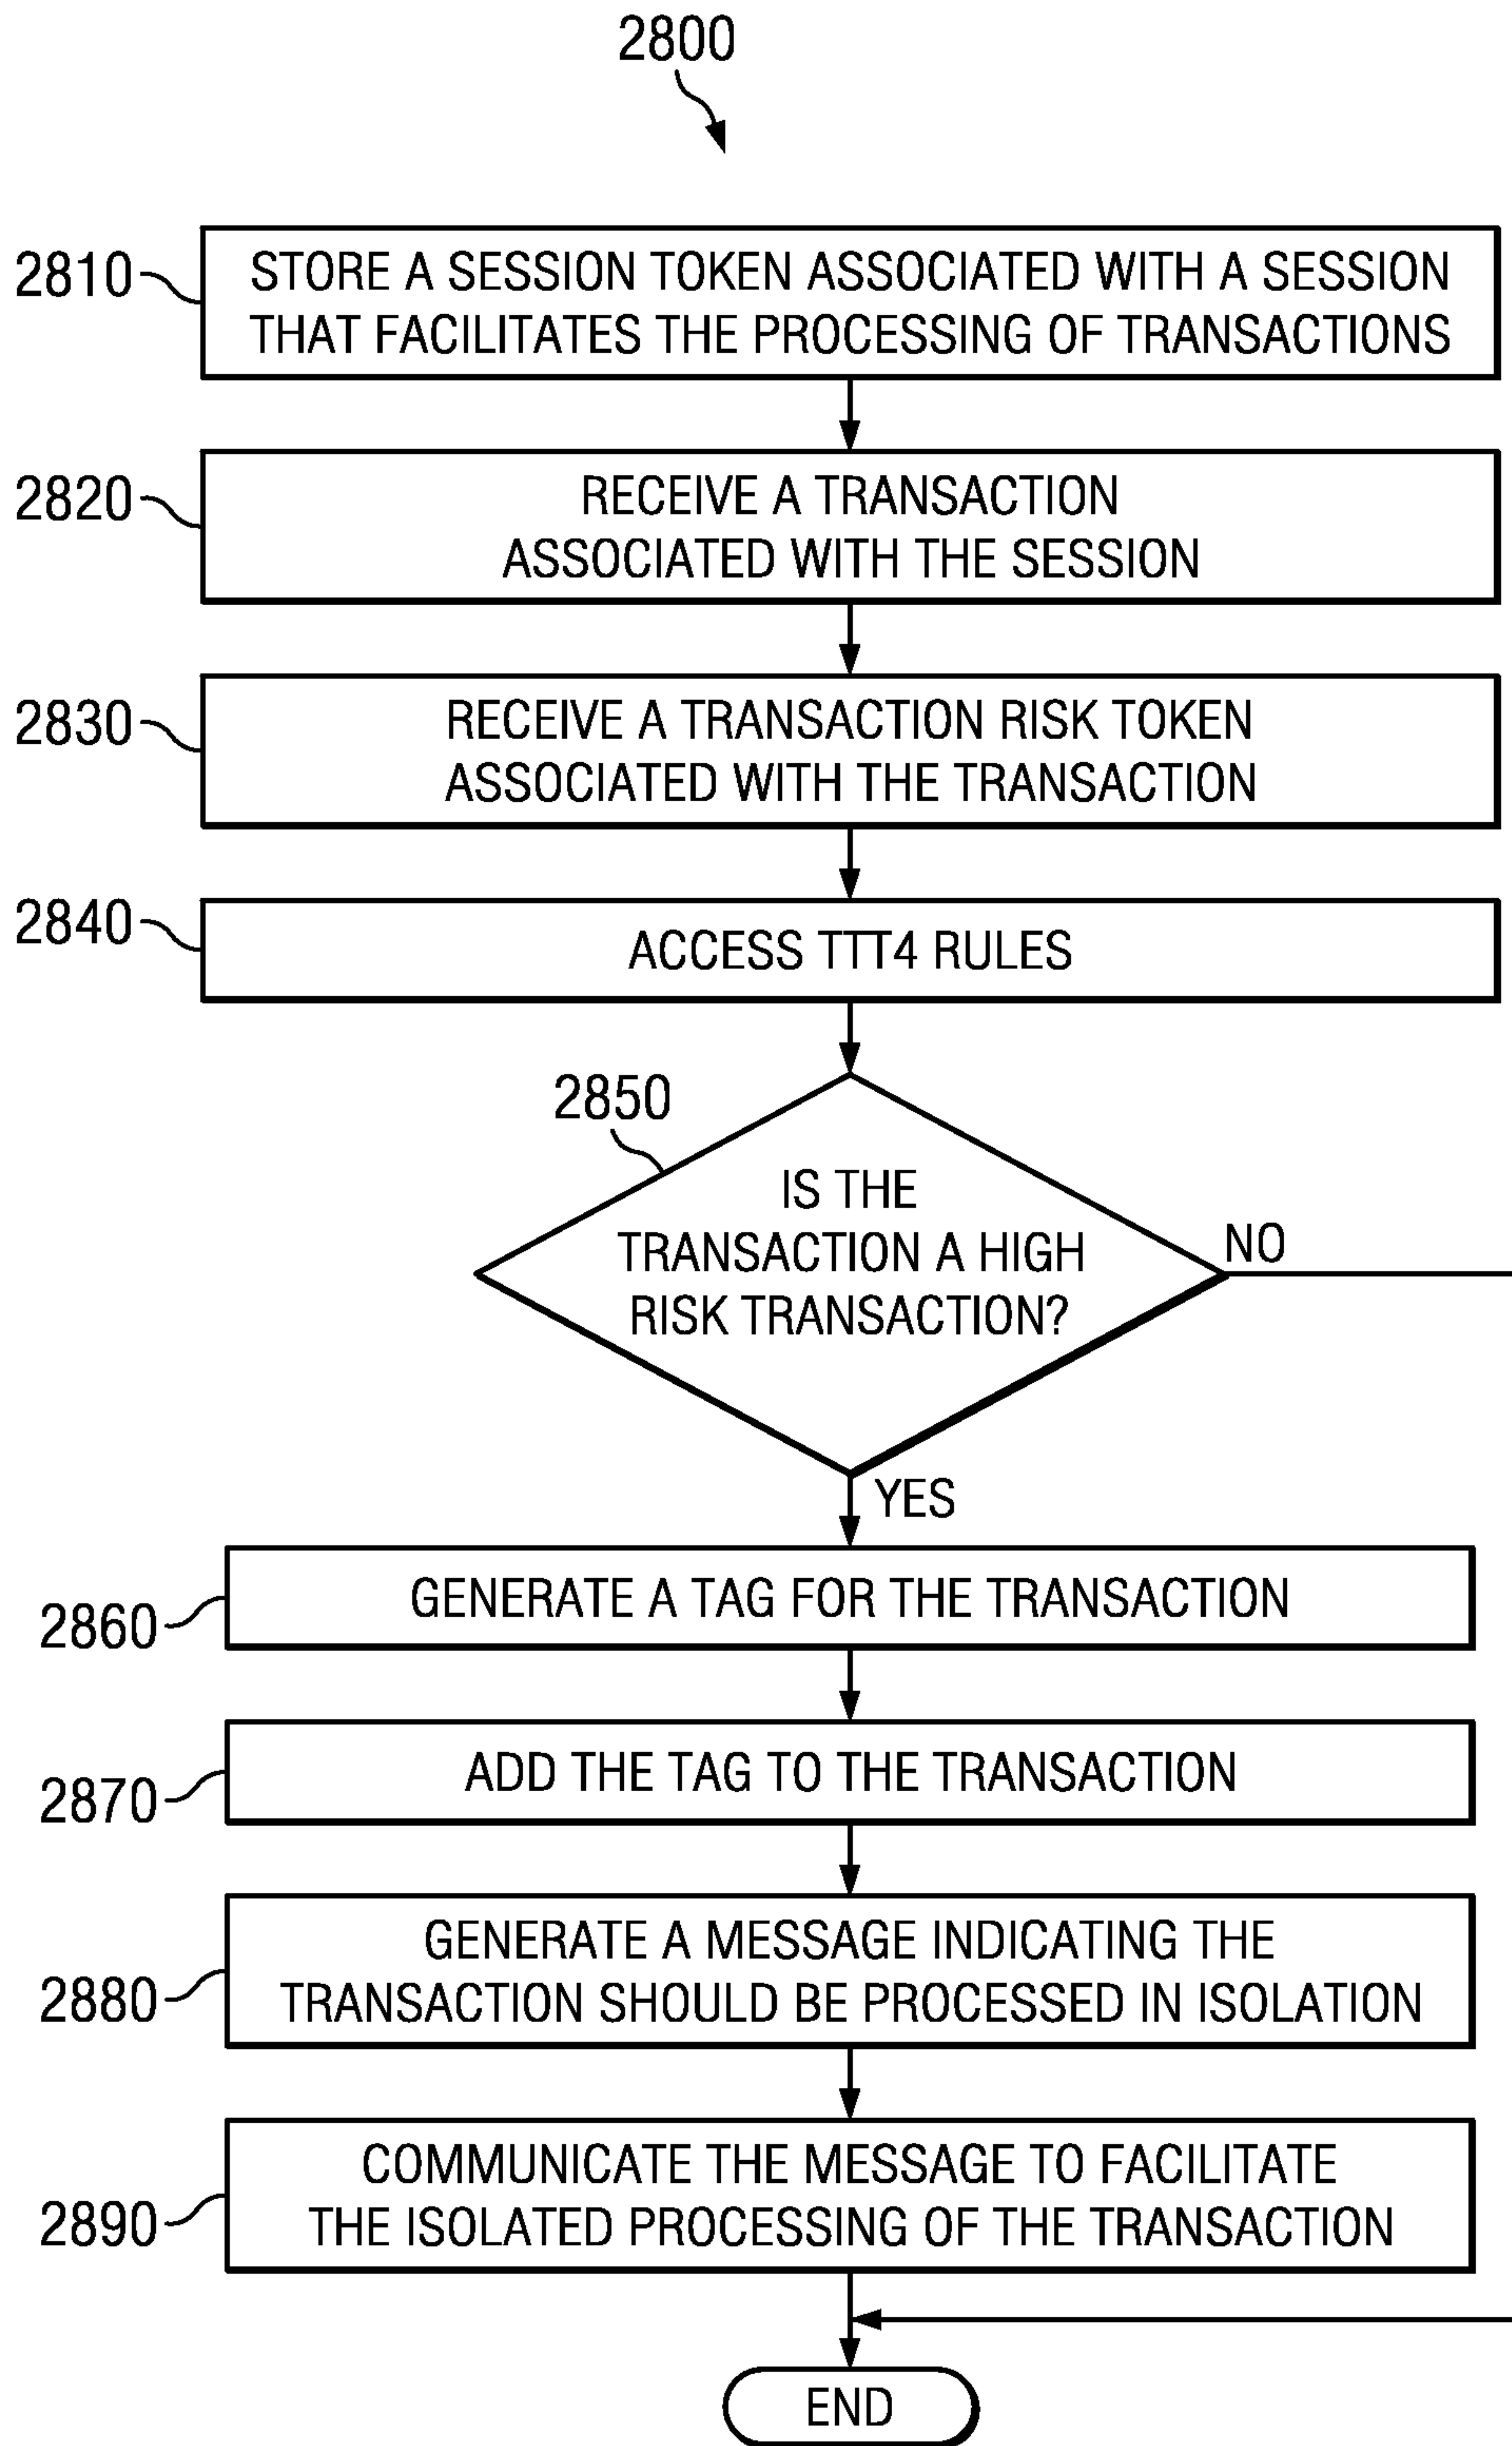 2800
2810
STORE A SESSION TOKEN ASSOCIATED WITH A SESSION
THAT FACILITATES THE PROCESSING OF TRANSACTIONS
2820
RECEIVE A TRANSACTION
ASSOCIATED WITH THE SESSION
2830
RECEIVE A TRANSACTION RISK TOKEN
ASSOCIATED WITH THE TRANSACTION
2840
ACCESS TTT4 RULES
2850
IS THE
TRANSACTION A HIGH
RISK TRANSACTION?
NO
YES
2860
GENERATE A TAG FOR THE TRANSACTION
2870
ADD THE TAG TO THE TRANSACTION
2880
GENERATE A MESSAGE INDICATING THE
TRANSACTION SHOULD BE PROCESSED IN ISOLATION
2890
COMMUNICATE THE MESSAGE TO FACILITATE
THE ISOLATED PROCESSING OF THE TRANSACTION
END